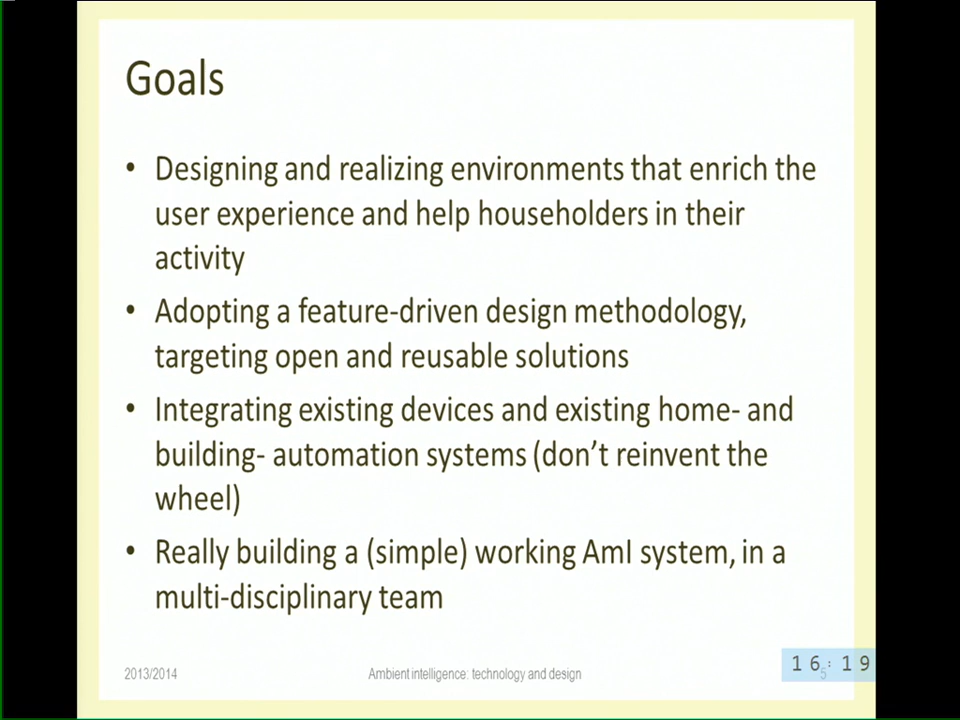 Goals
• Designing and realizing environments that enrich the
user experience and help householders in their
activity
• Adopting a feature-driven design methodology,
targeting open and reusable solutions
• Integrating existing devices and existing home- and
building- automation systems (don't reinvent the
wheel)
• Really building a (simple) working AmI system, in a
multi-disciplinary team
2013/2014
Ambient intelligence: technology and design
5
16:19